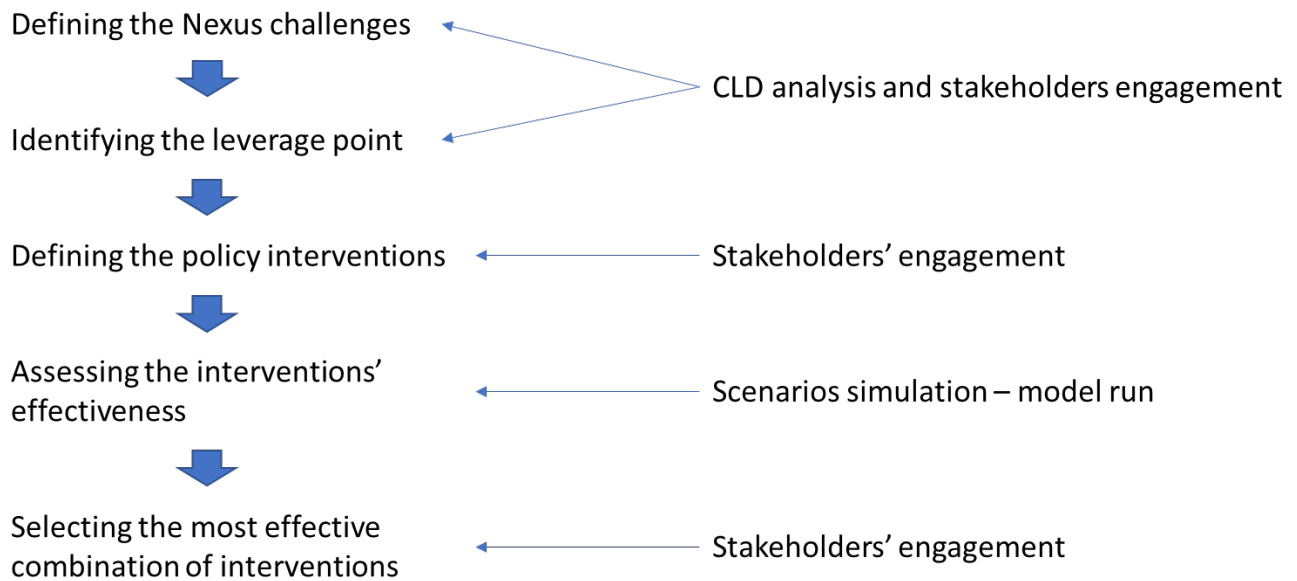 Defining the Nexus challenges
CLD analysis and stakeholders engagement
Identifying the leverage point
Defining the policy interventions
Stakeholders’ engagement
Assessing the interventions’
effectiveness
Scenarios simulation – model run
Selecting the most effective
combination of interventions
Stakeholders’ engagement